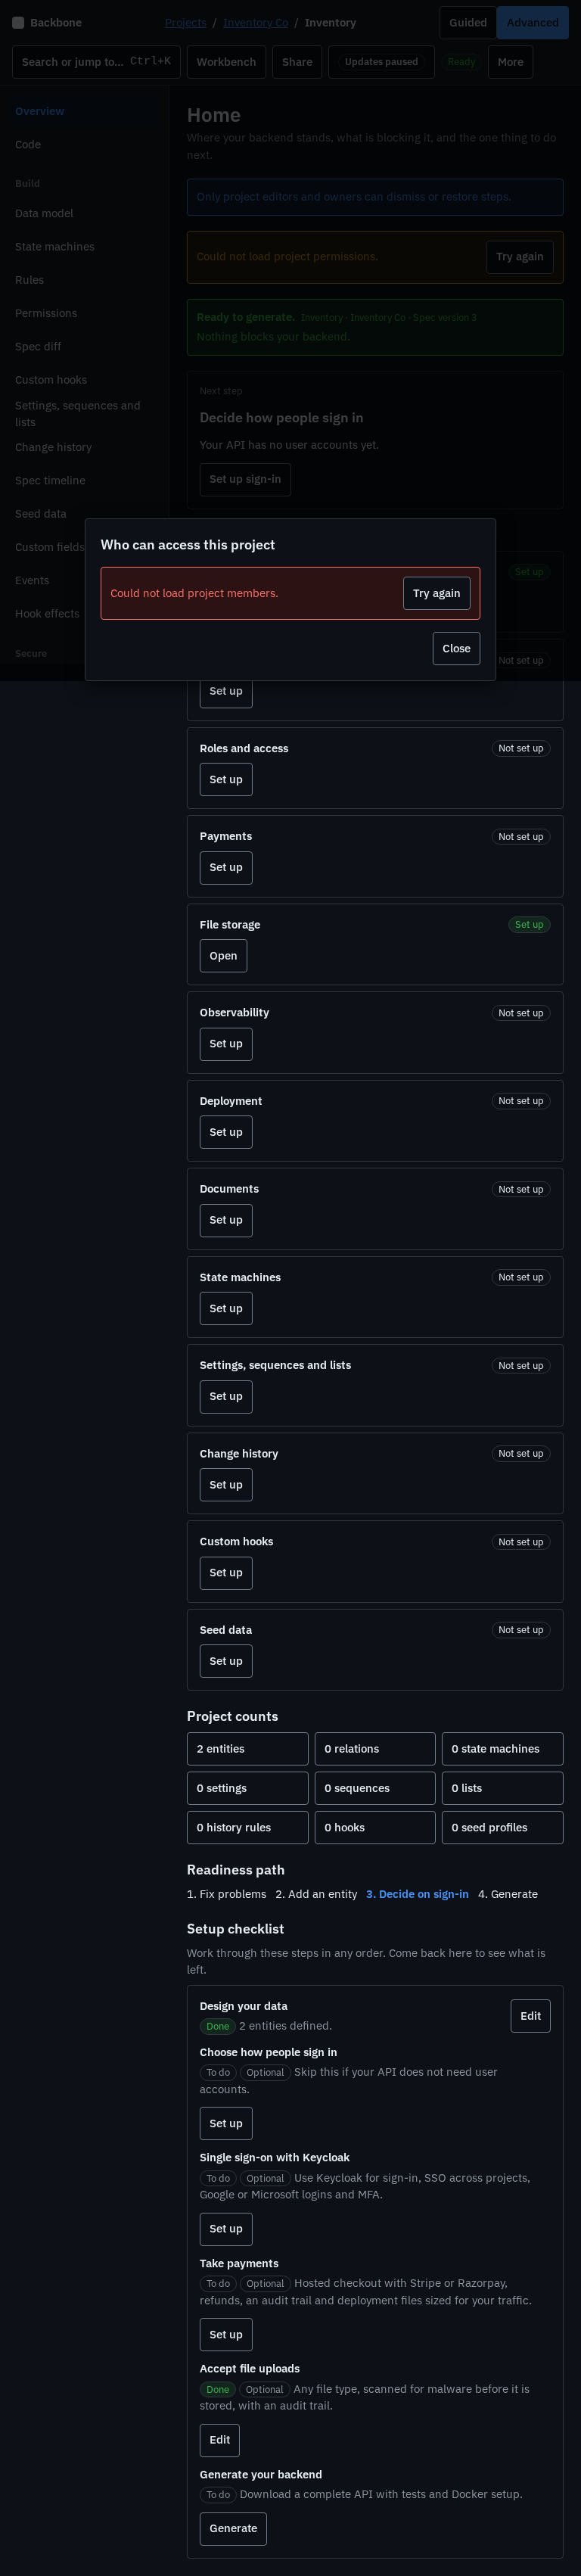 Backbone
Projects / Inventory Co / Inventory
Guided
Advanced
Search or jump to... Ctrl+K
Workbench
Share
Updates paused
Ready
More
Overview
Code
Build
Data model
State machines
Rules
Permissions
Spec diff
Custom hooks
Settings, sequences and
lists
Change history
Spec timeline
Seed data
Custom fields
Events
Hook effects
Secure
Home
Where your backend stands, what is blocking it, and the one thing to do
next.
Only project editors and owners can dismiss or restore steps.
Could not load project permissions.
Try again
Ready to generate. Inventory · Inventory Co · Spec version 3
Nothing blocks your backend.
Next step
Decide how people sign in
Your API has no user accounts yet.
Set up sign-in
Set up
Who can access this project
Could not load project members.
Try again
Close
Not set up
Set up
Roles and access
Not set up
Set up
Payments
Not set up
Set up
File storage
Set up
Open
Observability
Not set up
Set up
Deployment
Not set up
Set up
Documents
Not set up
Set up
State machines
Not set up
Set up
Settings, sequences and lists
Not set up
Set up
Change history
Not set up
Set up
Custom hooks
Not set up
Set up
Seed data
Not set up
Set up
Project counts
2 entities
0 relations
0 state machines
0 settings
0 sequences
0 lists
0 history rules
0 hooks
0 seed profiles
Readiness path
1. Fix problems 2. Add an entity 3. Decide on sign-in 4. Generate
Setup checklist
Work through these steps in any order. Come back here to see what is
left.
Design your data
Done 2 entities defined.
Edit
Choose how people sign in
To do Optional Skip this if your API does not need user
accounts.
Set up
Single sign-on with Keycloak
To do Optional Use Keycloak for sign-in, SSO across projects,
Google or Microsoft logins and MFA.
Set up
Take payments
To do Optional Hosted checkout with Stripe or Razorpay,
refunds, an audit trail and deployment files sized for your traffic.
Set up
Accept file uploads
Done Optional Any file type, scanned for malware before it is
stored, with an audit trail.
Edit
Generate your backend
To do Download a complete API with tests and Docker setup.
Generate